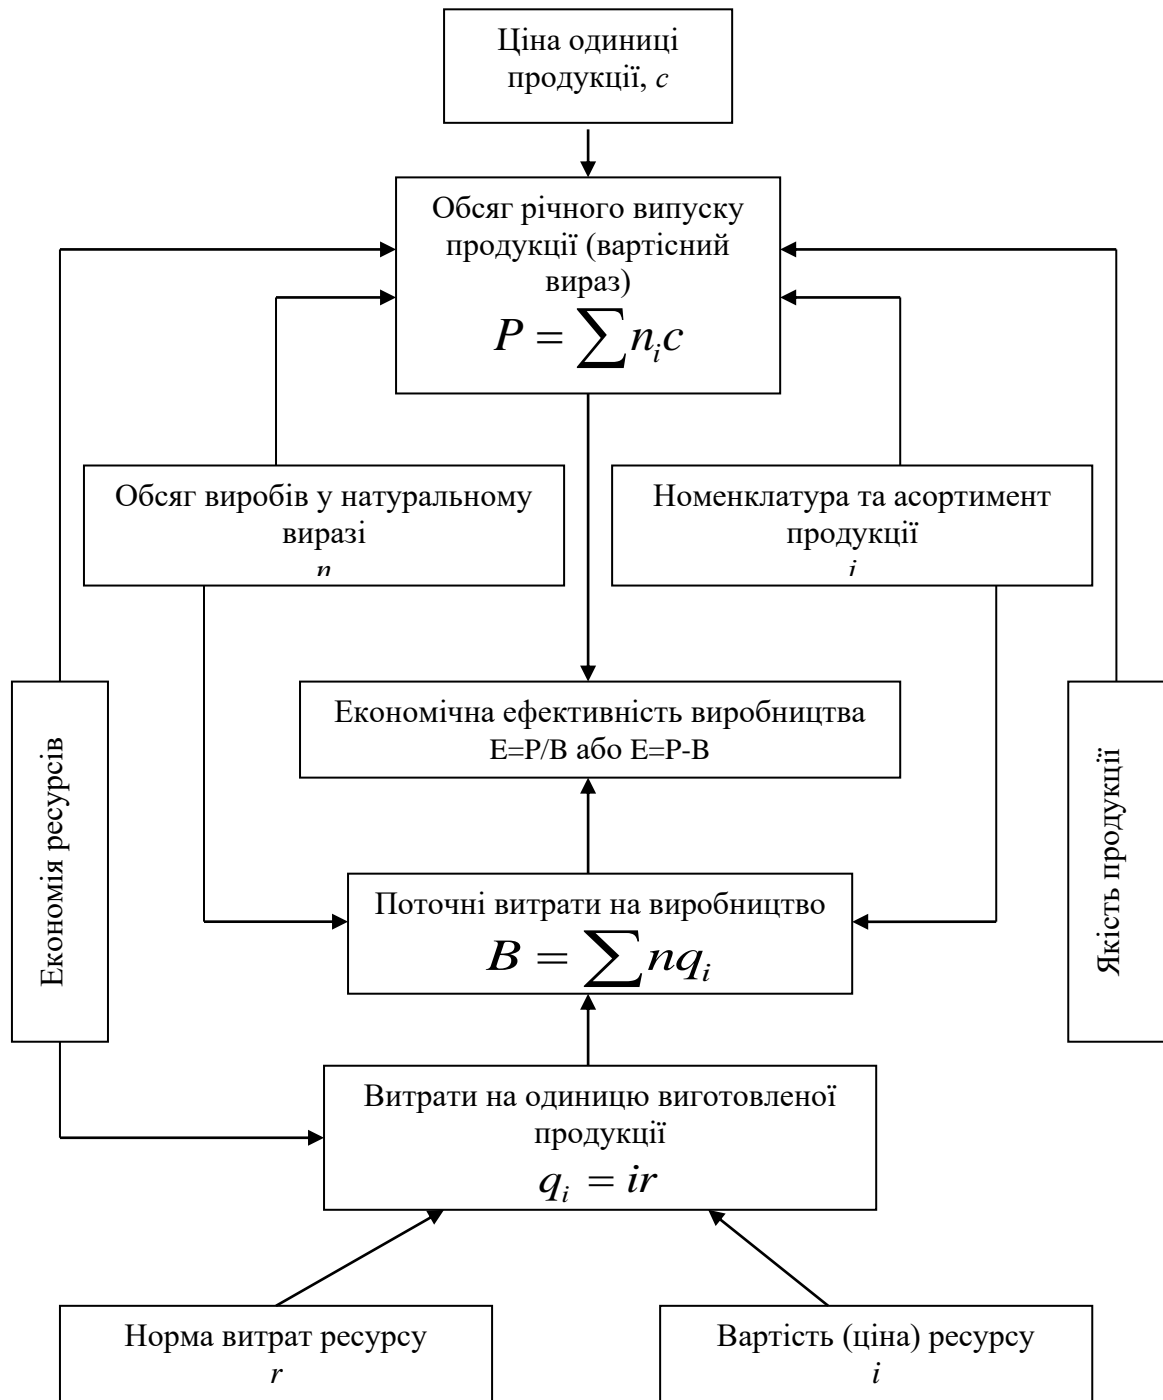 Ціна одиниці
продукції, c
Обсяг річного випуску
продукції (вартісний
вираз)
P = ∑ nᵢc
Обсяг виробів у натуральному
виразі
n
Номенклатура та асортимент
продукції
i
Економічна ефективність виробництва
E=P/B або E=P-B
Економія ресурсів
Якість продукції
Поточні витрати на виробництво
B = ∑ nqᵢ
Витрати на одиницю виготовленої
продукції
qᵢ = ir
Норма витрат ресурсу
r
Вартість (ціна) ресурсу
i